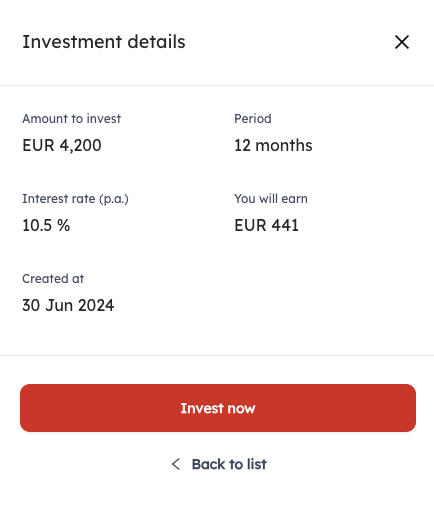 Investment details
Amount to invest
Period
EUR 4,200
12 months
Interest rate (p.a.)
You will earn
10.5 %
EUR 441
Created at
30 Jun 2024
Invest now
Back to list